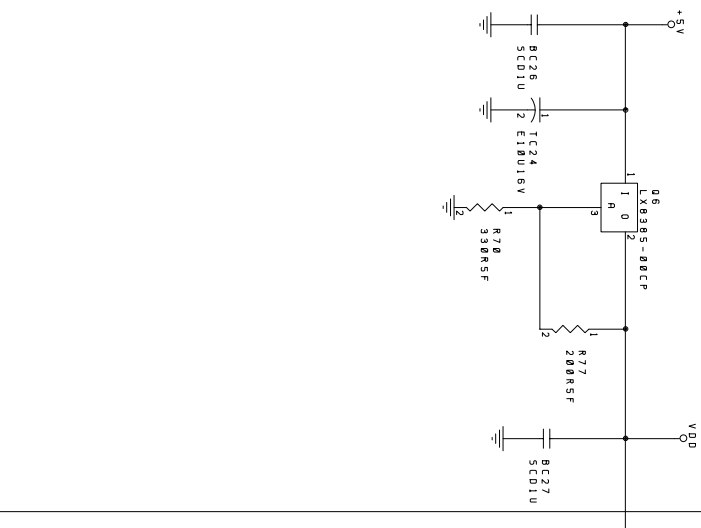 +5V
BC26
SCD1U
1
2
TC24
E10U16V
1
I
O
A
3
2
Q6
LX8385-00CP
1
2
R70
330R5F
1
2
R77
200R5F
VDD
BC27
SCD1U